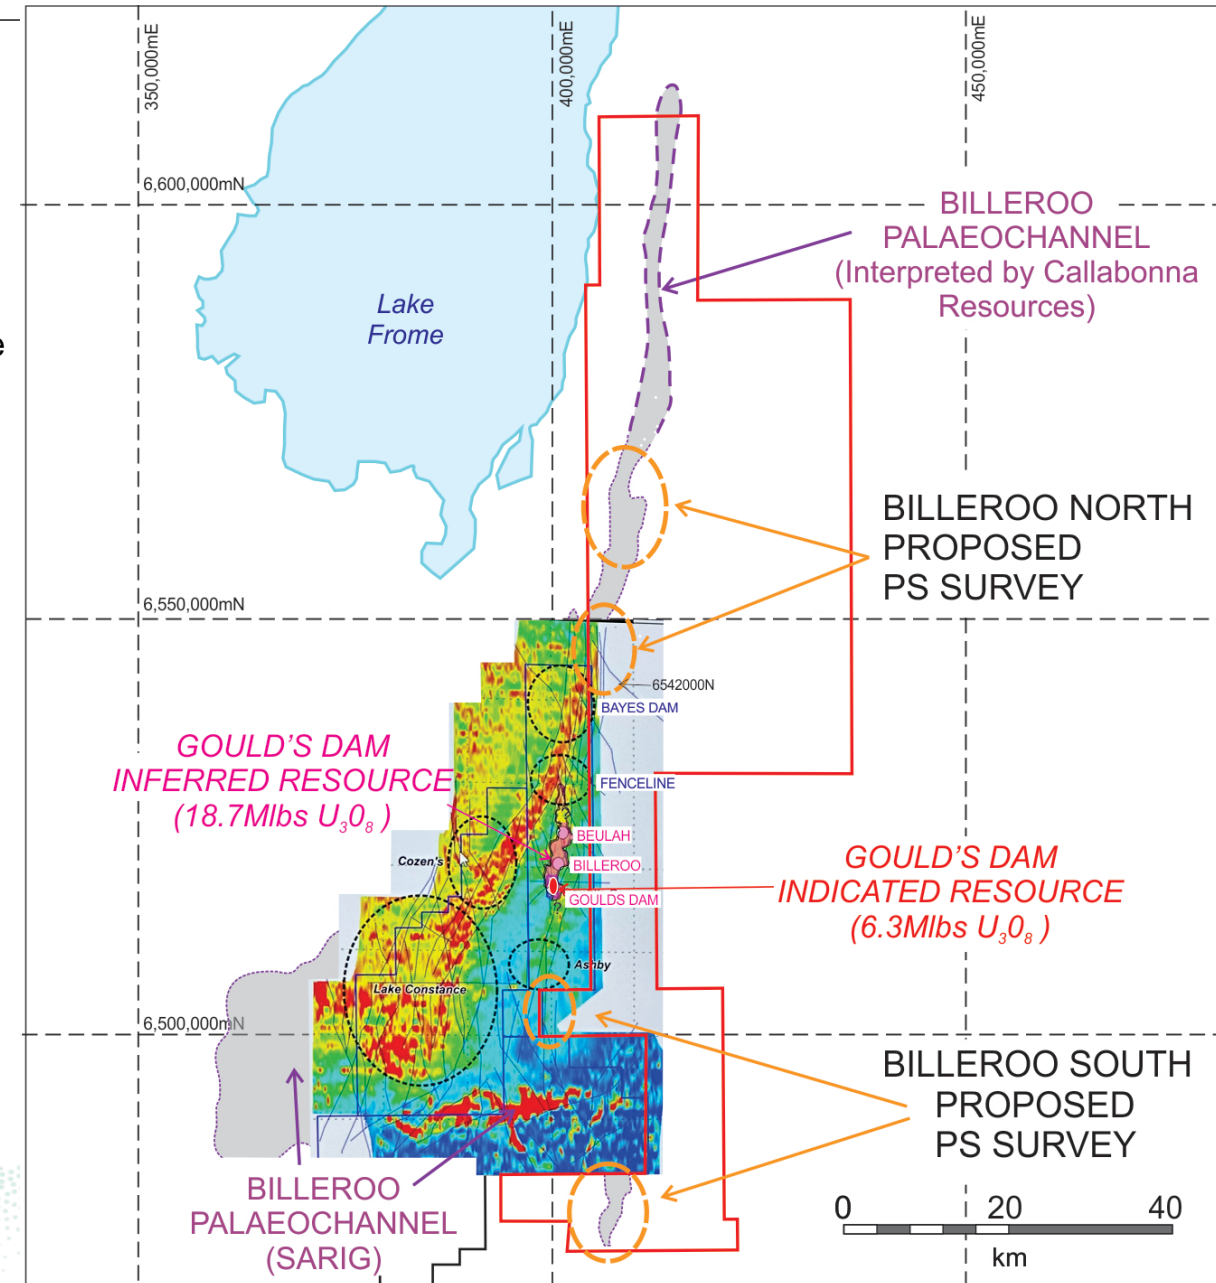 350,000mE
400,000mE
450,000mE
6,600,000mN
BILLEROO
PALAEOCHANNEL
(Interpreted by Callabonna
Resources)
Lake
Frome
e
BILLEROO NORTH
PROPOSED
PS SURVEY
6,550,000mN
6542000N
BAYES DAM
GOULD'S DAM
INFERRED RESOURCE
(18.7Mlbs U₃0₈ )
FENCELINE
BEULAH
BILLEROO
GOULDS DAM
Cozen's
GOULD'S DAM
INDICATED RESOURCE
(6.3Mlbs U₃0₈ )
Ashby
Lake Constance
6,500,000mN
BILLEROO SOUTH
PROPOSED
PS SURVEY
BILLEROO
PALAEOCHANNEL
(SARIG)
0 20 40
km